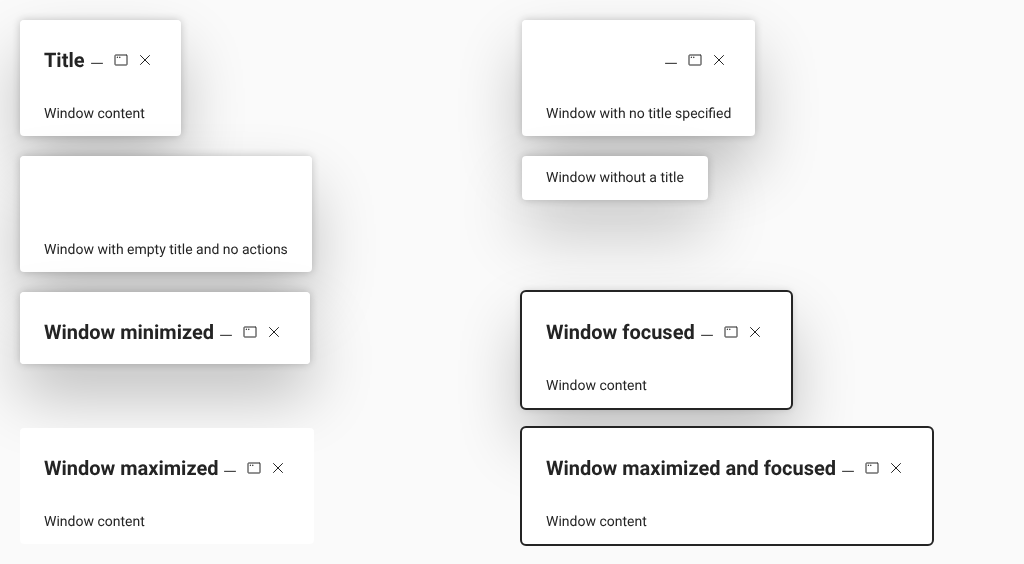 Title
Window content
Window with no title specified
Window with empty title and no actions
Window without a title
Window minimized
Window focused
Window content
Window maximized
Window content
Window maximized and focused
Window content